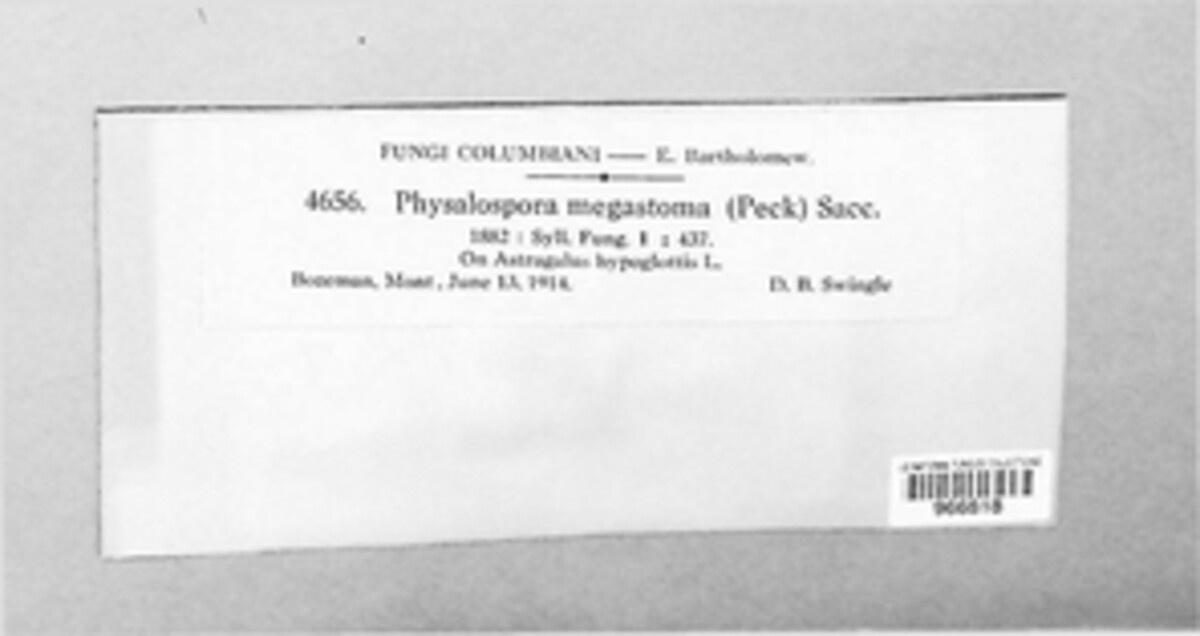 FUNGI COLUMBIANI — E. Bartholomew.
4656. Physalospora megastoma (Peck) Sacc.
1882 : Syll. Fung. 1 : 437.
On Astragalus hypoglottis L.
Bozeman, Mont., June 13, 1914. D. B. Swingle